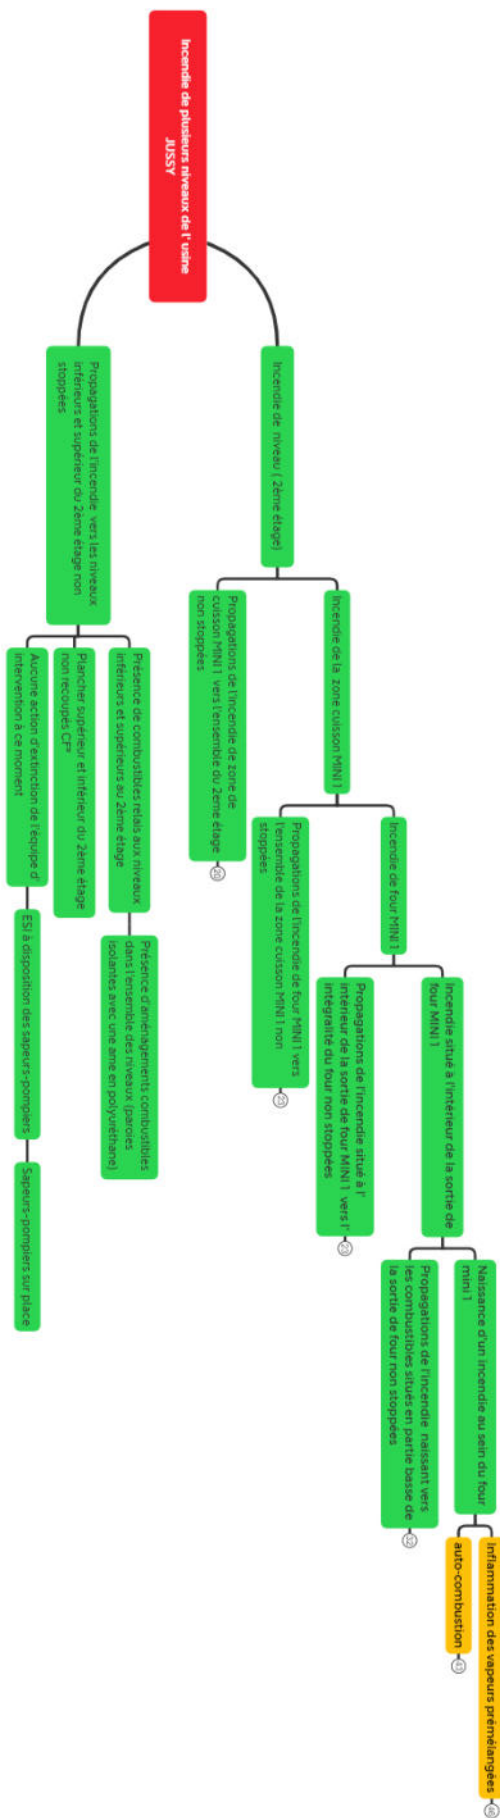 Incendie de plusieurs niveaux de l' usine
JUSSY
Incendie de niveau ( 2ème étage)
Incendie de la zone cuisson MINI 1
Incendie de four MINI 1
Incendie situé à l'intérieur de la sortie de
four MINI 1
Naissance d'un incendie au sein du four
mini 1
Inflammation des vapeurs prémélangées
auto-combustion
Propagations de l'incendie naissant vers
les combustibles situés en partie basse de
la sortie de four non stoppées
Propagations de l'incendie situé à l'
intérieur de la sortie de four MINI 1 vers l'
intégralité du four non stoppées
Propagations de l'incendie de four MINI 1 vers
l'ensemble de la zone cuisson MINI 1 non
stoppées
Propagations de l'incendie de zone de
cuisson MINI 1 vers l'ensemble du 2ème étage
non stoppées
20
Propagations de l'incendie vers les niveaux
inférieurs et supérieur du 2ème étage non
stoppées
Présence de combustibles relais aux niveaux
inférieurs et supérieurs au 2ème étage
Présence d'aménagements combustibles
dans l'ensemble des niveaux (parois
isolantes avec une ame en polyuréthane)
Plancher supérieur et inférieur du 2ème étage
non recoupés CF°
Aucune action d'extinction de l'équipe d'
intervention à ce moment
ESI à disposition des sapeurs-pompiers
Sapeurs-pompiers sur place